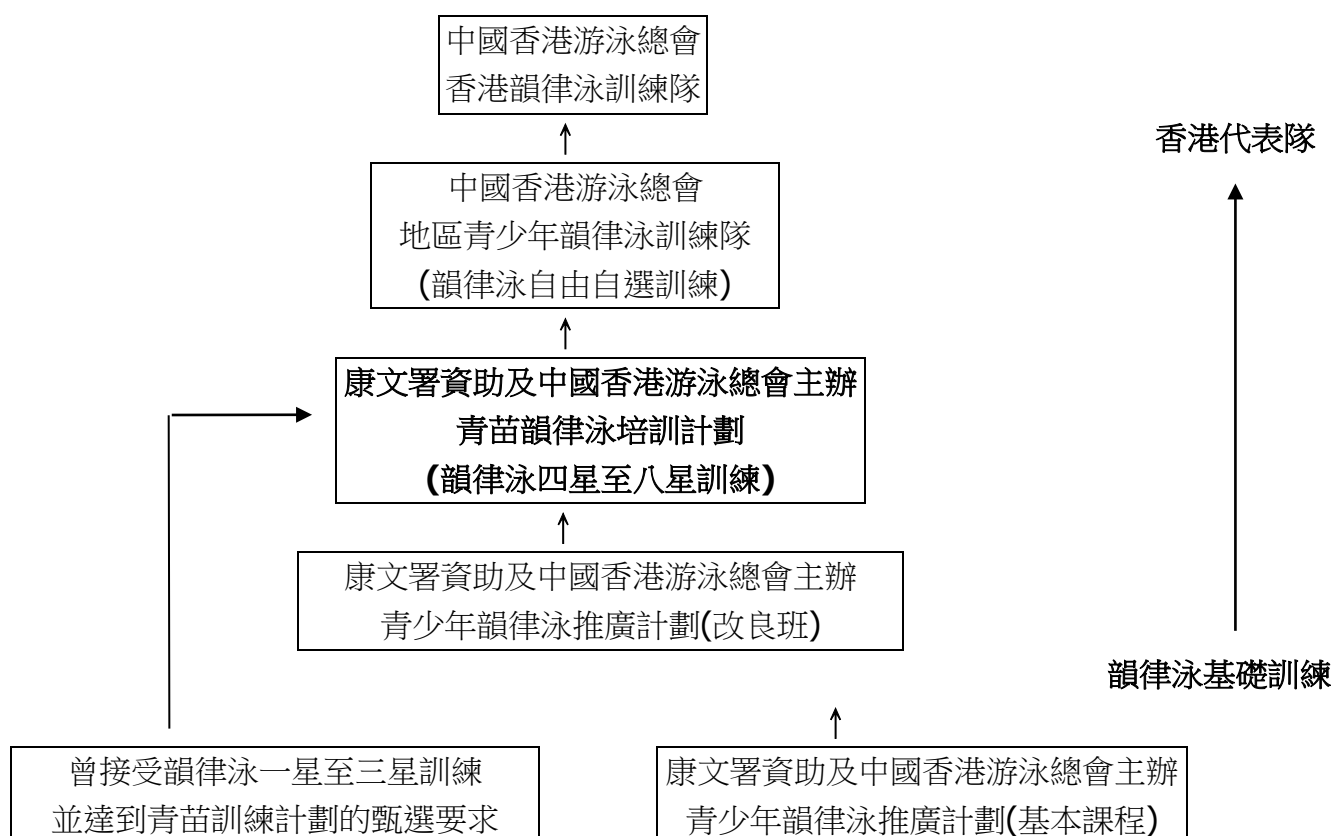 中國香港游泳總會
香港韻律泳訓練隊
香港代表隊
中國香港游泳總會
地區青少年韻律泳訓練隊
(韻律泳自由自選訓練)
康文署資助及中國香港游泳總會主辦
青苗韻律泳培訓計劃
(韻律泳四星至八星訓練)
康文署資助及中國香港游泳總會主辦
青少年韻律泳推廣計劃(改良班)
韻律泳基礎訓練
曾接受韻律泳一星至三星訓練
並達到青苗訓練計劃的甄選要求
康文署資助及中國香港游泳總會主辦
青少年韻律泳推廣計劃(基本課程)